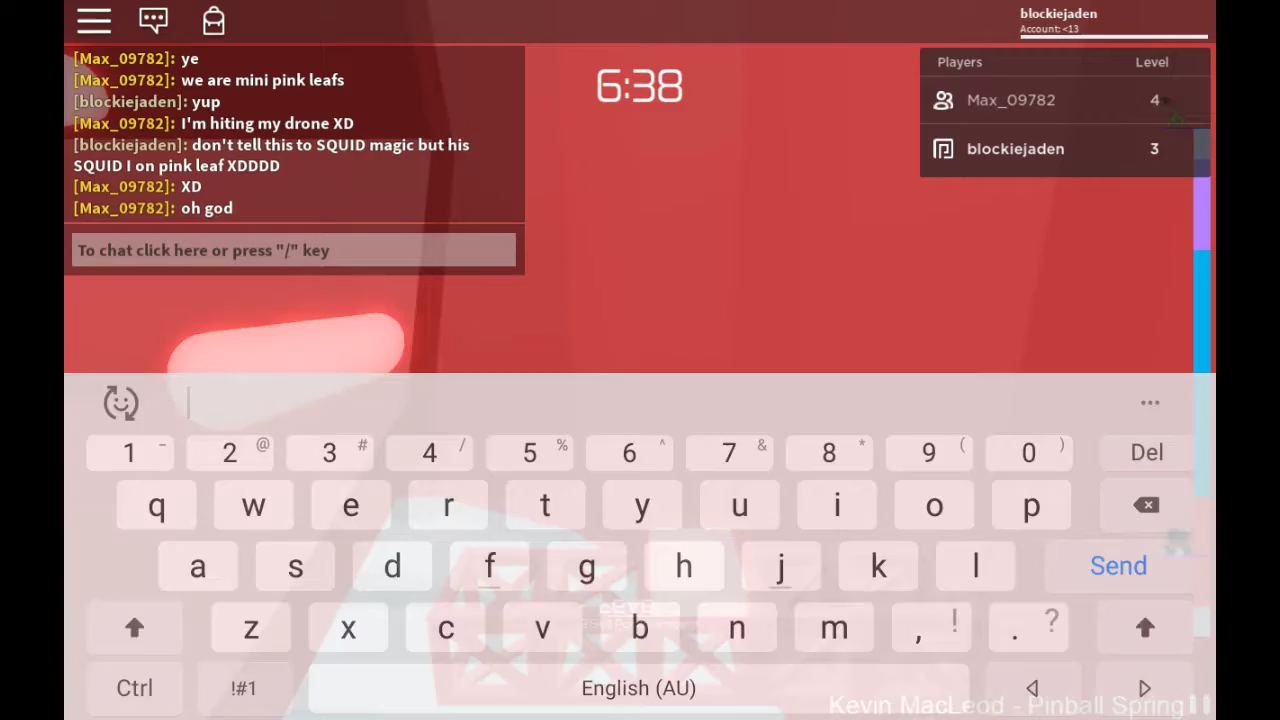 blockiejaden
Account: <13
[Max_09782]: ye
[Max_09782]: we are mini pink leafs
[blockiejaden]: yup
[Max_09782]: I'm hiting my drone XD
[blockiejaden]: don't tell this to SQUID magic but his
SQUID I on pink leaf XDDDD
[Max_09782]: XD
[Max_09782]: oh god
To chat click here or press "/" key
6:38
Players Level
Max_09782 4
blockiejaden 3
1 - 2 @ 3 # 4 / 5 % 6 ^ 7 & 8 * 9 ( 0 ) Del
q w e r t y u i o p
a s d f g h j k l Send
z x c v b n m , ! . ?
Ctrl !#1 English (AU)
Kevin MacLeod - Pinball Spring